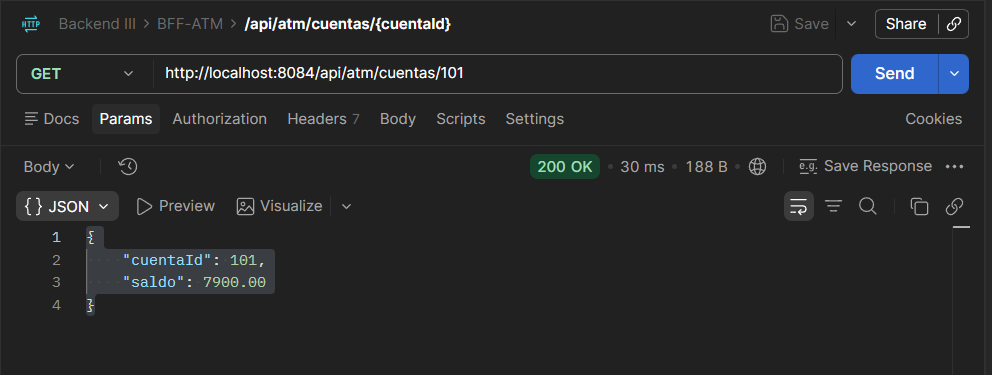 HTTP Backend III > BFF-ATM > /api/atm/cuentas/{cuentaId} Save Share
GET http://localhost:8084/api/atm/cuentas/101 Send
Docs Params Authorization Headers 7 Body Scripts Settings Cookies
Body 200 OK • 30 ms • 188 B • e.g. Save Response
{} JSON Preview Visualize
1 {
2 "cuentaId": 101,
3 "saldo": 7900.00
4 }